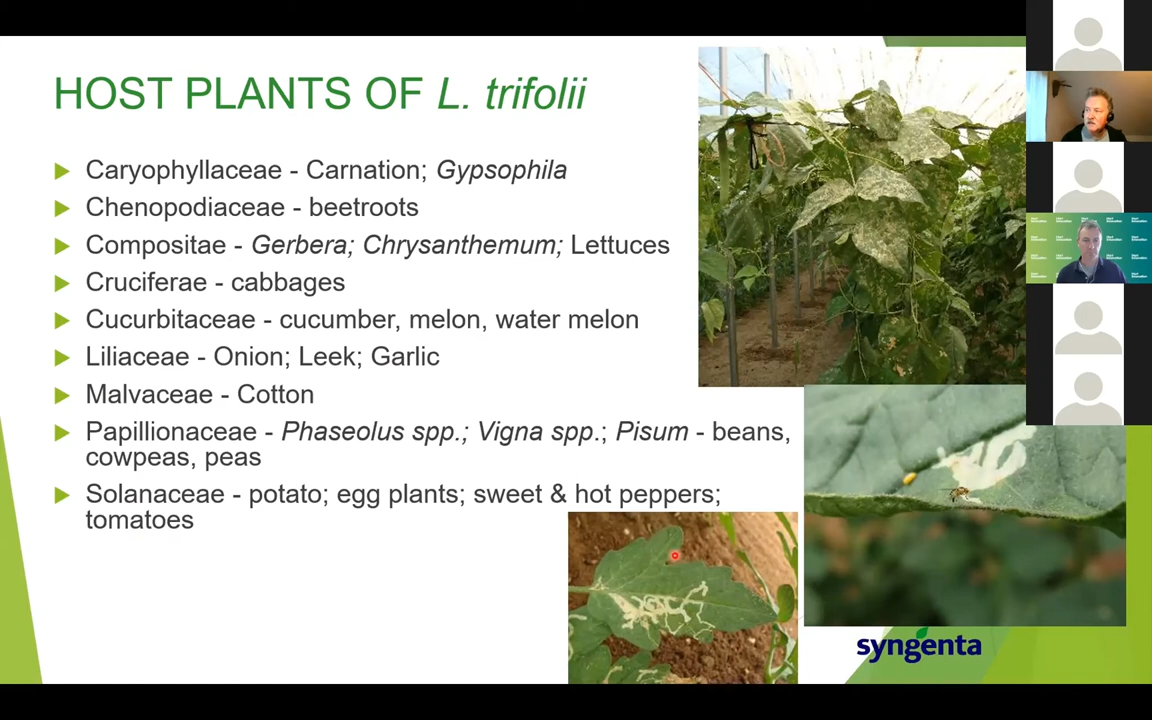 HOST PLANTS OF L. trifolii
Caryophyllaceae - Carnation; Gypsophila
Chenopodiaceae - beetroots
Compositae - Gerbera; Chrysanthemum; Lettuces
Cruciferae - cabbages
Cucurbitaceae - cucumber, melon, water melon
Liliaceae - Onion; Leek; Garlic
Malvaceae - Cotton
Papillionaceae - Phaseolus spp.; Vigna spp.; Pisum - beans,
cowpeas, peas
Solanaceae - potato; egg plants; sweet & hot peppers;
tomatoes
syngenta